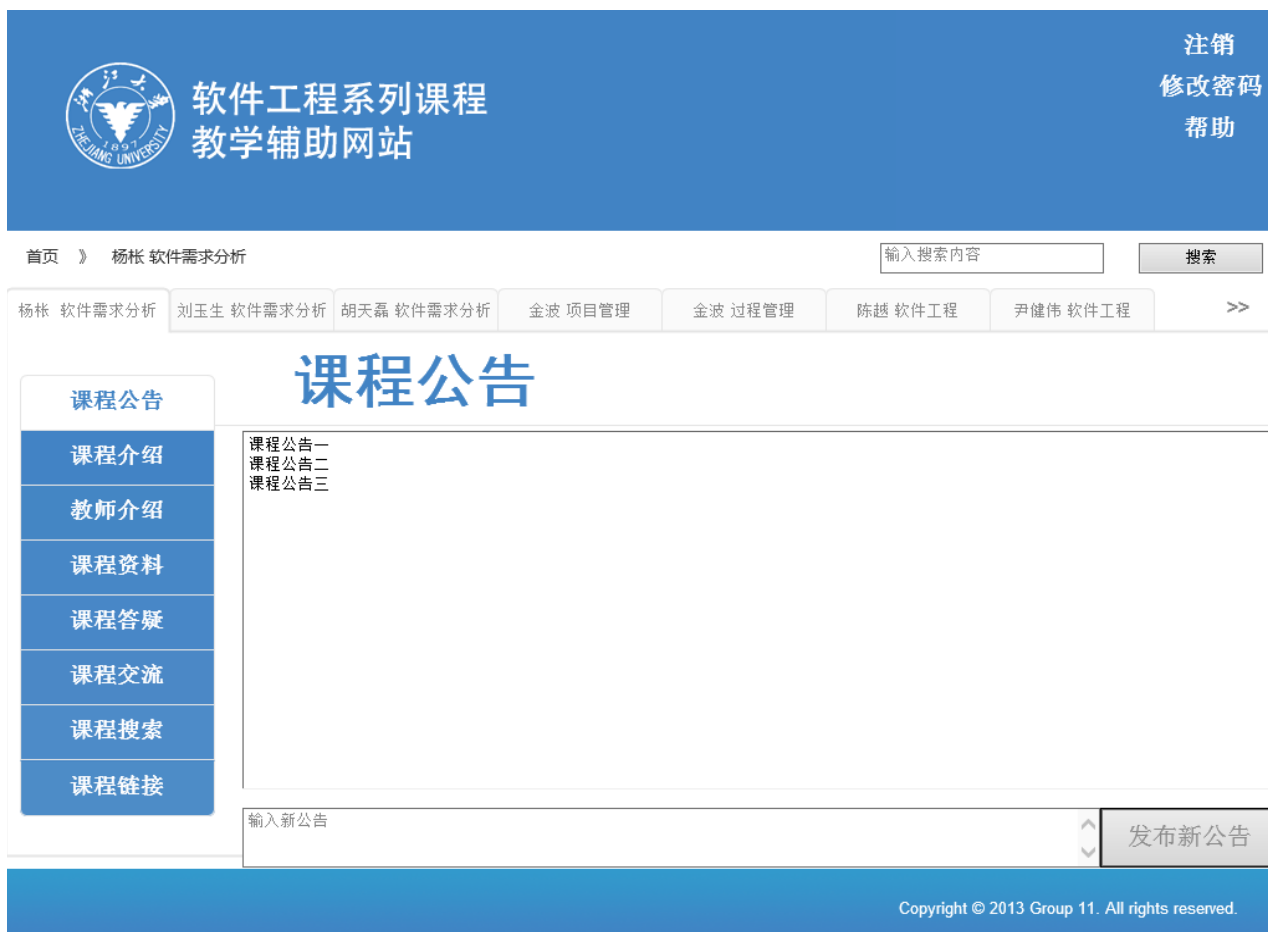 注销
修改密码
帮助
浙江大学
ZHEJIANG UNIVERSITY
1897
软件工程系列课程
教学辅助网站
首页 》 杨枨 软件需求分析
输入搜索内容
搜索
杨枨 软件需求分析 刘玉生 软件需求分析 胡天磊 软件需求分析 金波 项目管理 金波 过程管理 陈越 软件工程 尹健伟 软件工程 >>
课程公告
课程公告
课程介绍
教师介绍
课程资料
课程答疑
课程交流
课程搜索
课程链接
课程公告一
课程公告二
课程公告三
输入新公告
发布新公告
Copyright © 2013 Group 11. All rights reserved.